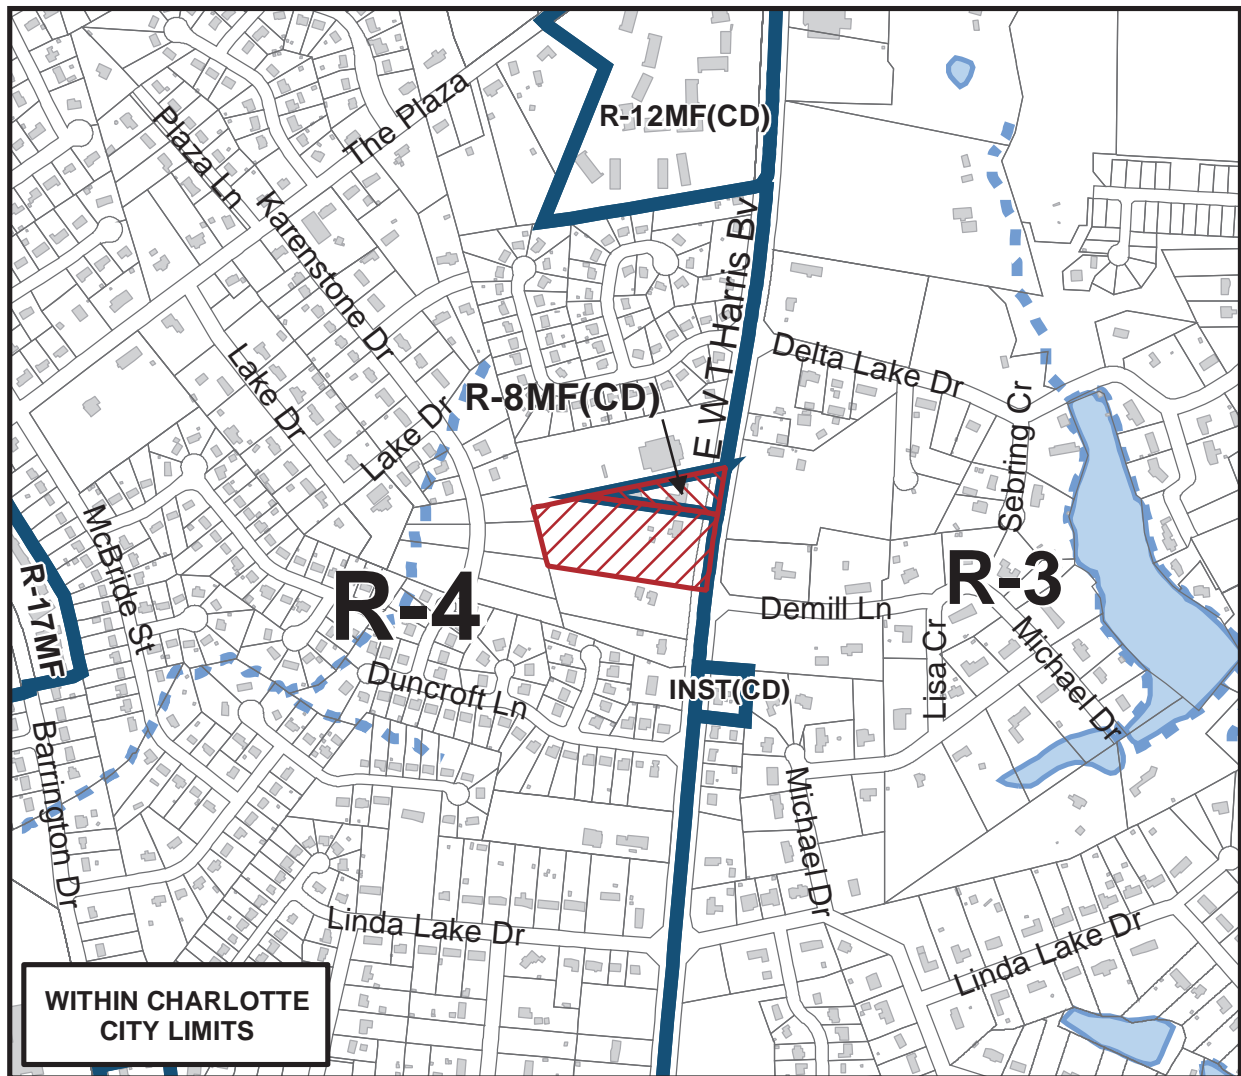 R-12MF(CD)
The Plaza
Plaza Ln
Karenstone Dr
E W T Harris Bv
Delta Lake Dr
Lake Dr
Lake Dr
R-8MF(CD)
Sebring Cr
McBride St
R-17MF
R-4
R-3
Demill Ln
Lisa Cr
Michael Dr
Duncroft Ln
INST(CD)
Barrington Dr
Michael Dr
Linda Lake Dr
Linda Lake Dr
WITHIN CHARLOTTE
CITY LIMITS